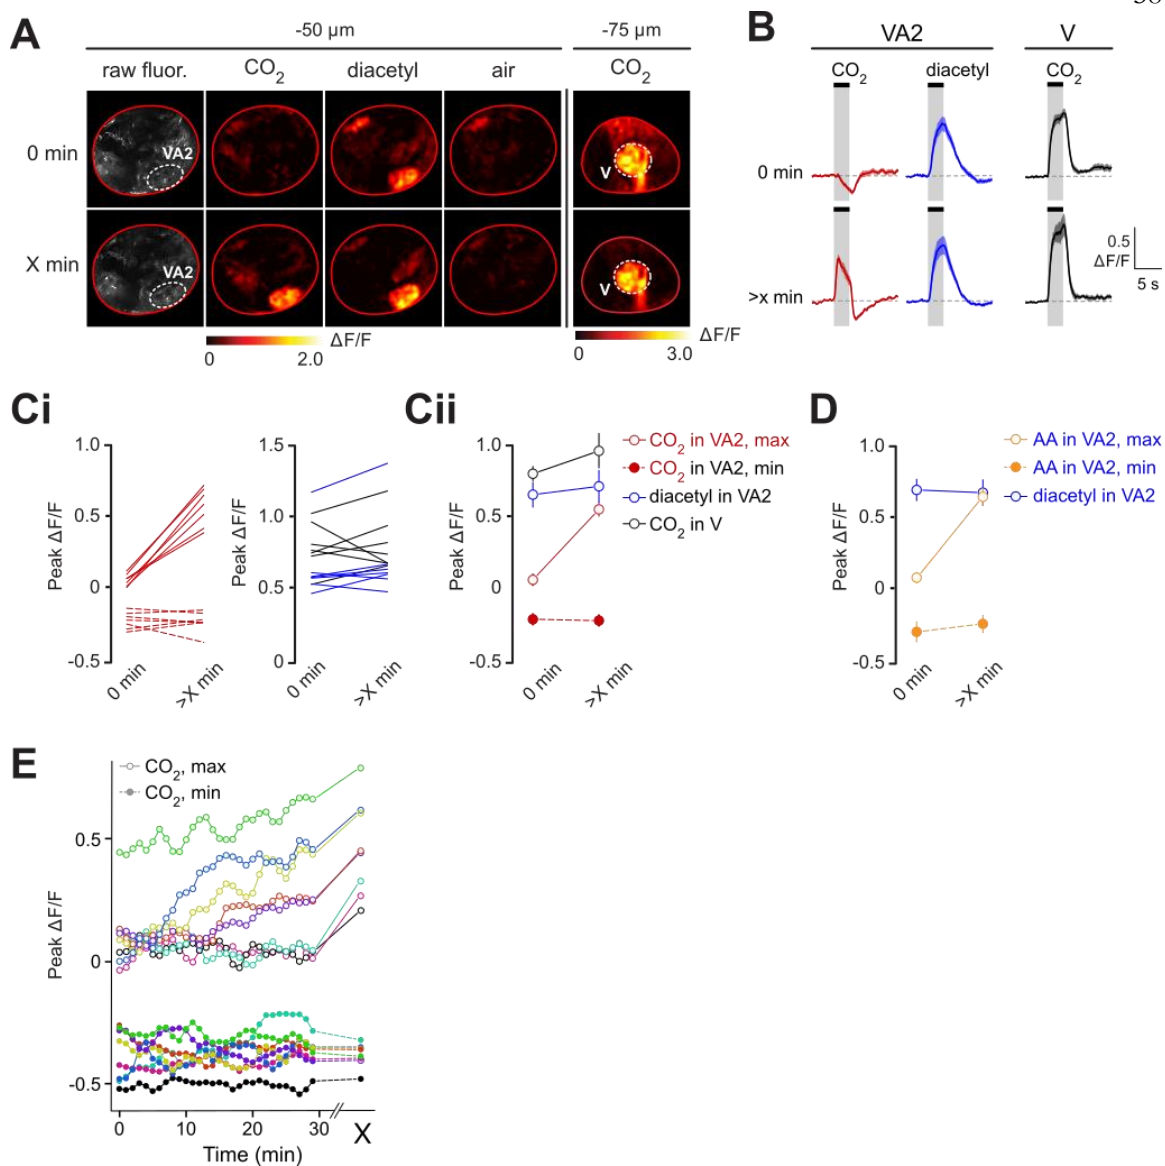 A
-50 µm
-75 µm
raw fluor.
CO2
diacetyl
air
CO2
0 min
VA2
V
X min
VA2
V
0
2.0
ΔF/F
0
3.0
ΔF/F
B
VA2
V
CO2
diacetyl
CO2
0 min
>x min
0.5
ΔF/F
5 s
Ci
Peak ΔF/F
1.0
0.5
0
-0.5
0 min
>X min
Peak ΔF/F
1.5
1.0
0.5
0
0 min
>X min
Cii
Peak ΔF/F
1.0
0.5
0
-0.5
0 min
>X min
CO2 in VA2, max
CO2 in VA2, min
diacetyl in VA2
CO2 in V
D
Peak ΔF/F
1.0
0.5
0
-0.5
0 min
>X min
AA in VA2, max
AA in VA2, min
diacetyl in VA2
E
CO2, max
CO2, min
Peak ΔF/F
0.5
0
-0.5
0
10
20
30
X
Time (min)